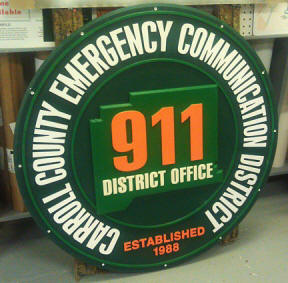 CARROLL COUNTY EMERGENCY COMMUNICATION DISTRICT
911
DISTRICT OFFICE
ESTABLISHED
1988